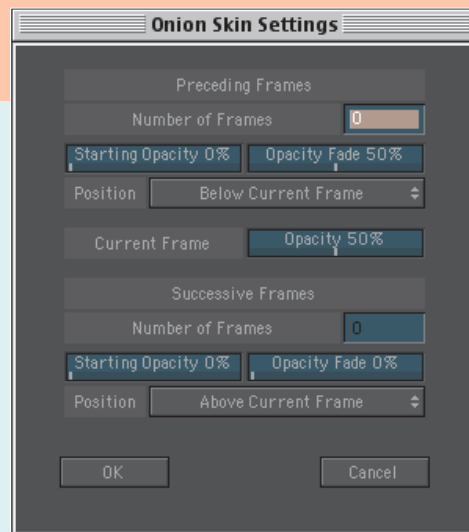 Onion Skin Settings
Preceding Frames
Number of Frames 0
Starting Opacity 0% Opacity Fade 50%
Position Below Current Frame
Current Frame Opacity 50%
Successive Frames
Number of Frames 0
Starting Opacity 0% Opacity Fade 0%
Position Above Current Frame
OK Cancel